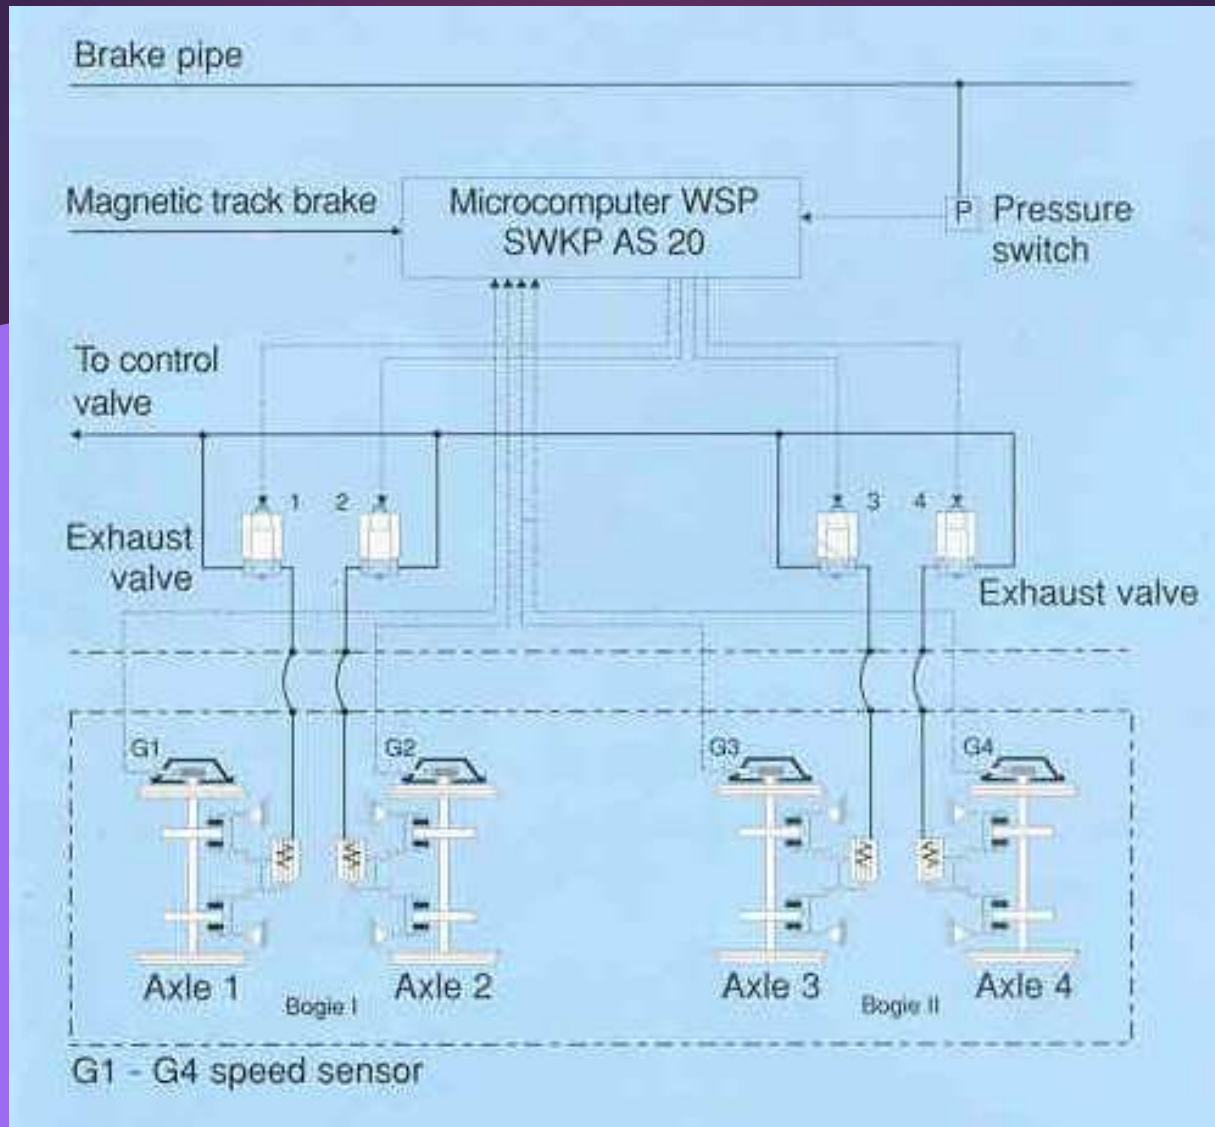 Brake pipe
Magnetic track brake
Microcomputer WSP
SWKP AS 20
P
Pressure
switch
To control
valve
1
2
3
4
Exhaust
valve
Exhaust valve
G1
G2
G3
G4
Axle 1
Bogie I
Axle 2
Axle 3
Bogie II
Axle 4
G1 - G4 speed sensor